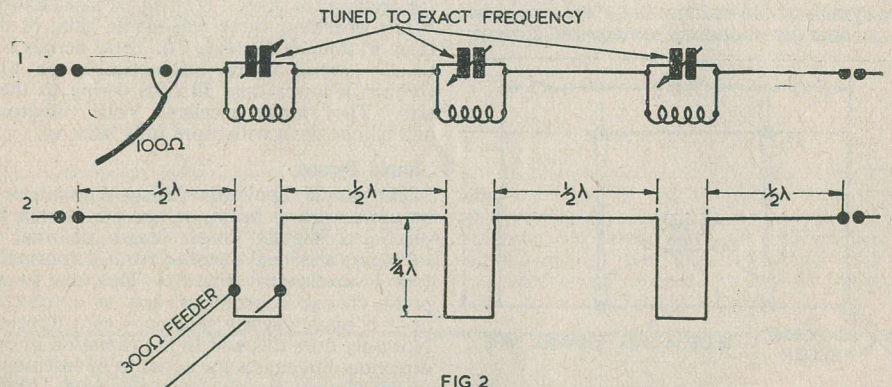 TUNED TO EXACT FREQUENCY
1
100Ω
½λ ½λ ½λ ½λ
2
¼λ
300Ω FEEDER
FIG 2